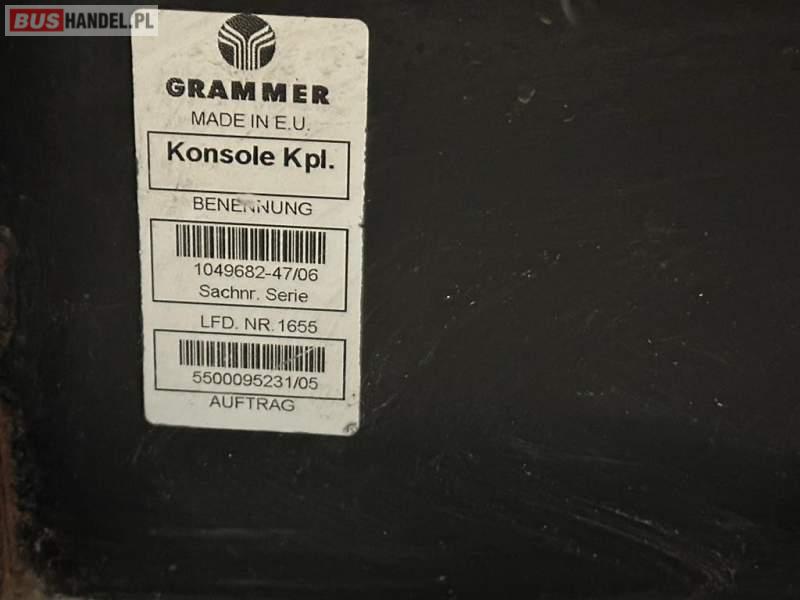 BUSHANDEL.PL
GRAMMER
MADE IN E.U.
Konsole Kpl.
BENENNUNG
1049682-47/06
Sachnr. Serie
LFD. NR. 1655
5500095231/05
AUFTRAG